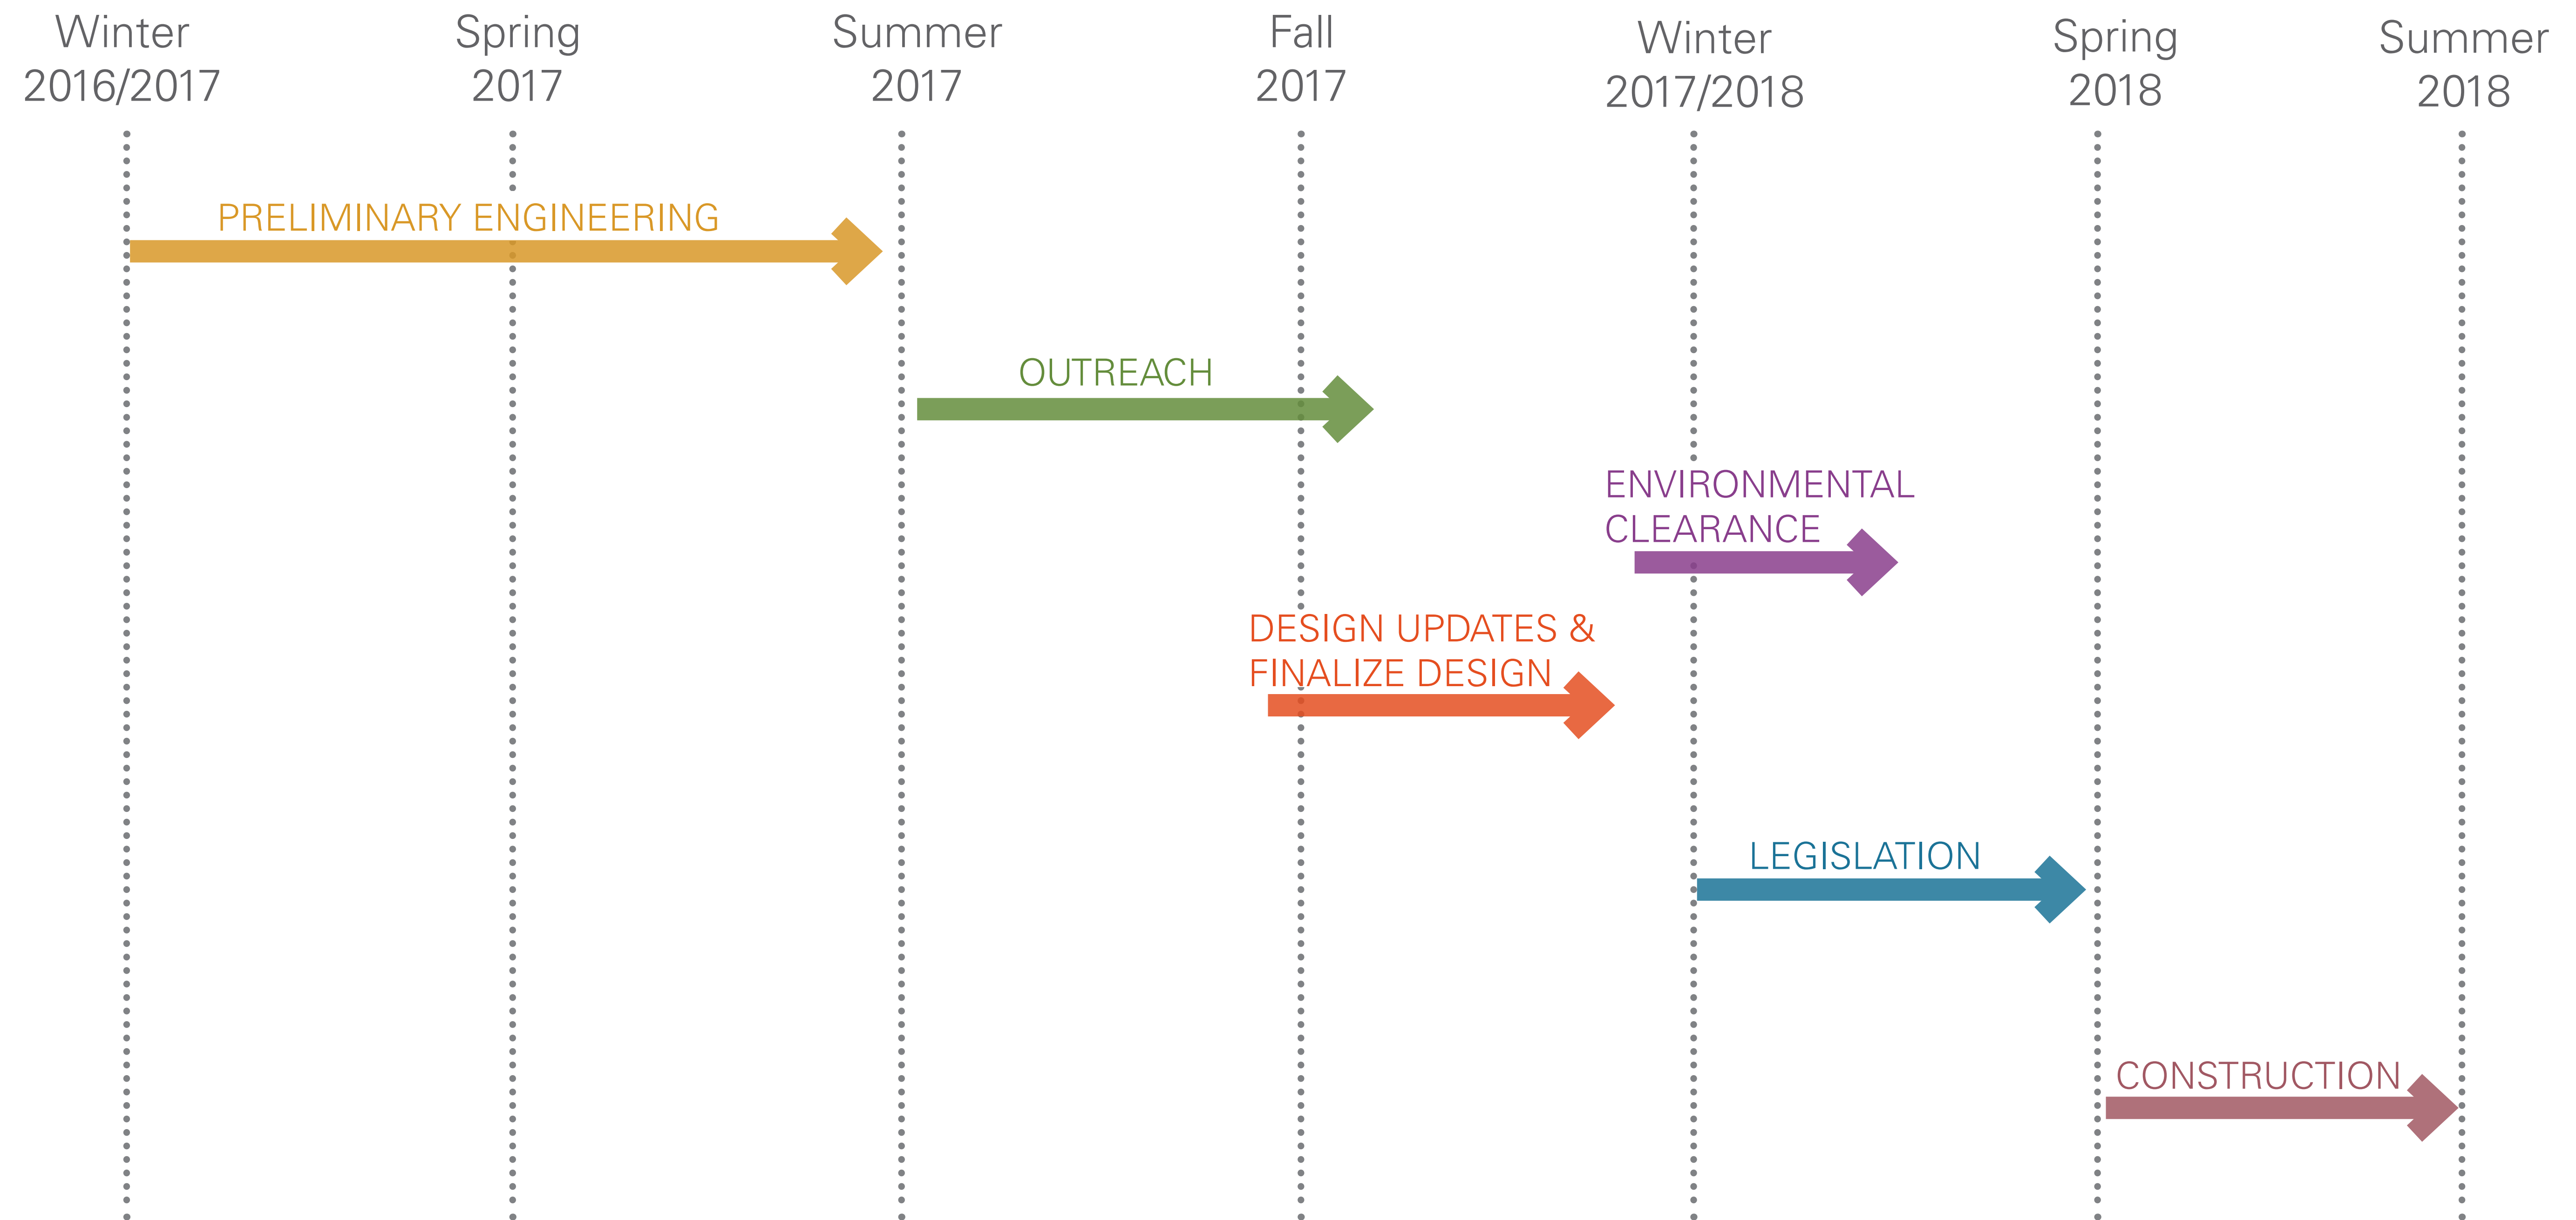 Winter
2016/2017
Spring
2017
Summer
2017
Fall
2017
Winter
2017/2018
Spring
2018
Summer
2018
PRELIMINARY ENGINEERING
OUTREACH
ENVIRONMENTAL
CLEARANCE
DESIGN UPDATES &
FINALIZE DESIGN
LEGISLATION
CONSTRUCTION